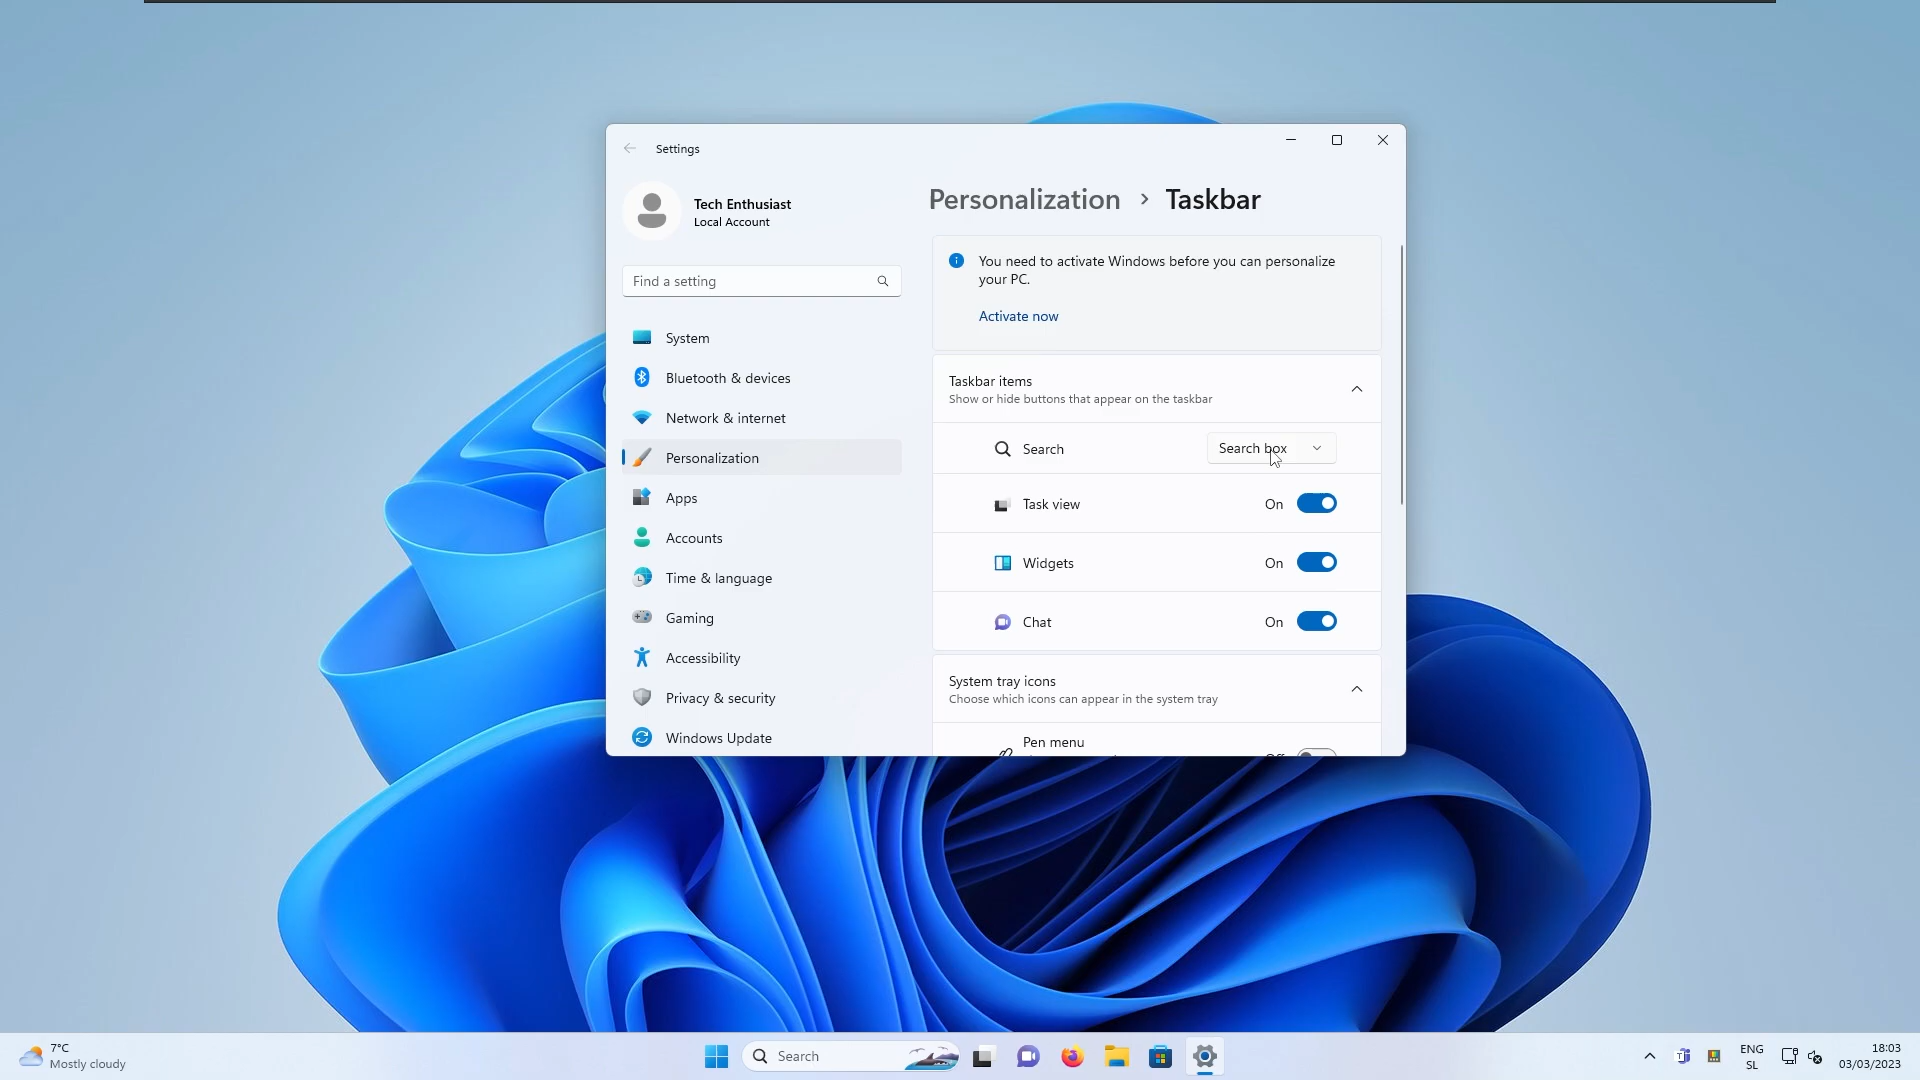 Settings
Tech Enthusiast
Local Account
Find a setting
System
Bluetooth & devices
Network & internet
Personalization
Apps
Accounts
Time & language
Gaming
Accessibility
Privacy & security
Windows Update
Personalization > Taskbar
You need to activate Windows before you can personalize
your PC.
Activate now
Taskbar items
Show or hide buttons that appear on the taskbar
Search Search box
Task view On
Widgets On
Chat On
System tray icons
Choose which icons can appear in the system tray
Pen menu
Off
7°C
Mostly cloudy
Search
ENG
SL
18:03
03/03/2023